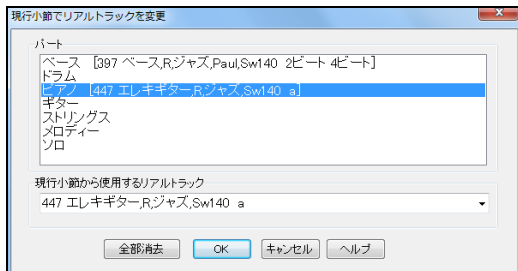 現行小節でリアルトラックを変更
パート
ベース [397 ベース,R,ジャズ,Paul,Sw140 2ビート 4ビート]
ドラム
ピアノ [447 エレキギター,R,ジャズ,Sw140 a]
ギター
ストリングス
メロディー
ソロ
現行小節から使用するリアルトラック
447 エレキギター,R,ジャズ,Sw140 a
全部消去 OK キャンセル ヘルプ